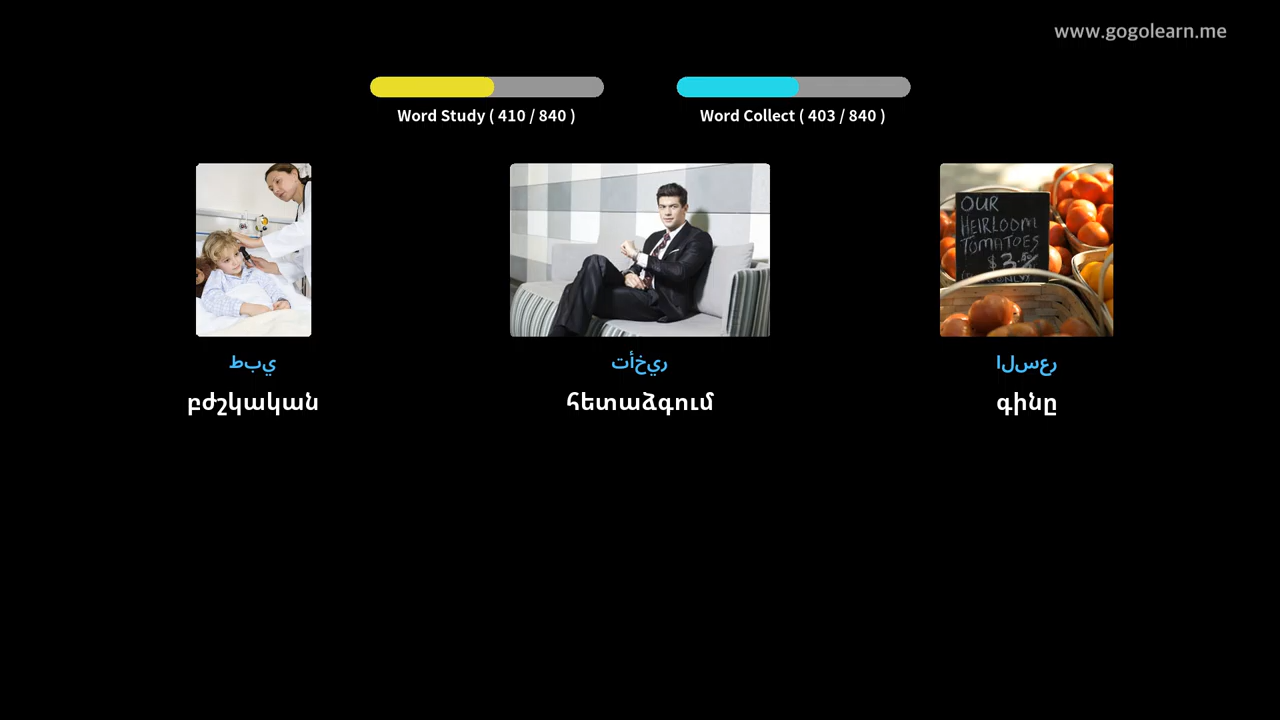 www.gogolearn.me
Word Study ( 410 / 840 )
Word Collect ( 403 / 840 )
OUR
HEIRLOOM
TOMATOES
طبي
تأخير
السعر
բժշկական
հետաձգում
գինը